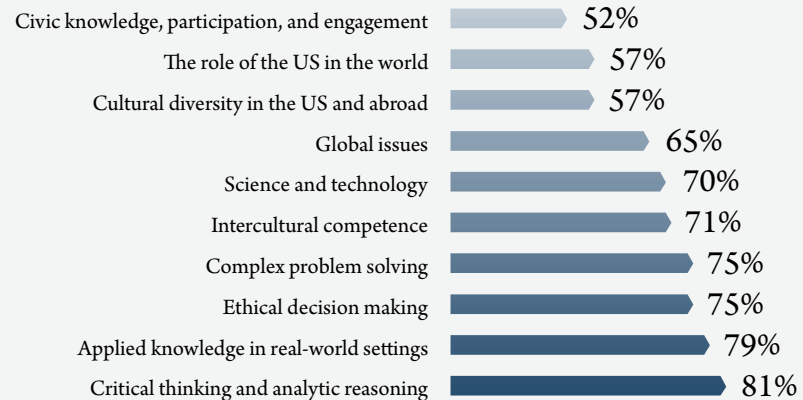 Civic knowledge, participation, and engagement 52%
The role of the US in the world 57%
Cultural diversity in the US and abroad 57%
Global issues 65%
Science and technology 70%
Intercultural competence 71%
Complex problem solving 75%
Ethical decision making 75%
Applied knowledge in real-world settings 79%
Critical thinking and analytic reasoning 81%